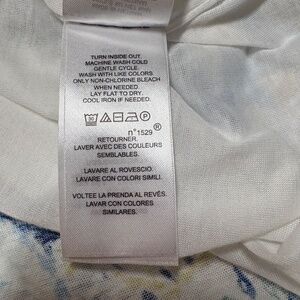 TURN INSIDE OUT.
MACHINE WASH COLD
GENTLE CYCLE.
WASH WITH LIKE COLORS.
ONLY NON-CHLORINE BLEACH
WHEN NEEDED.
LAY FLAT TO DRY.
COOL IRON IF NEEDED.
30
®
n°1529
RETOURNER.
LAVER AVEC DES COULEURS
SEMBLABLES.
LAVARE AL ROVESCIO.
LAVARE CON COLORI SIMILI.
VOLTEE LA PRENDA AL REVÉS.
LAVAR CON COLORES
SIMILARES.